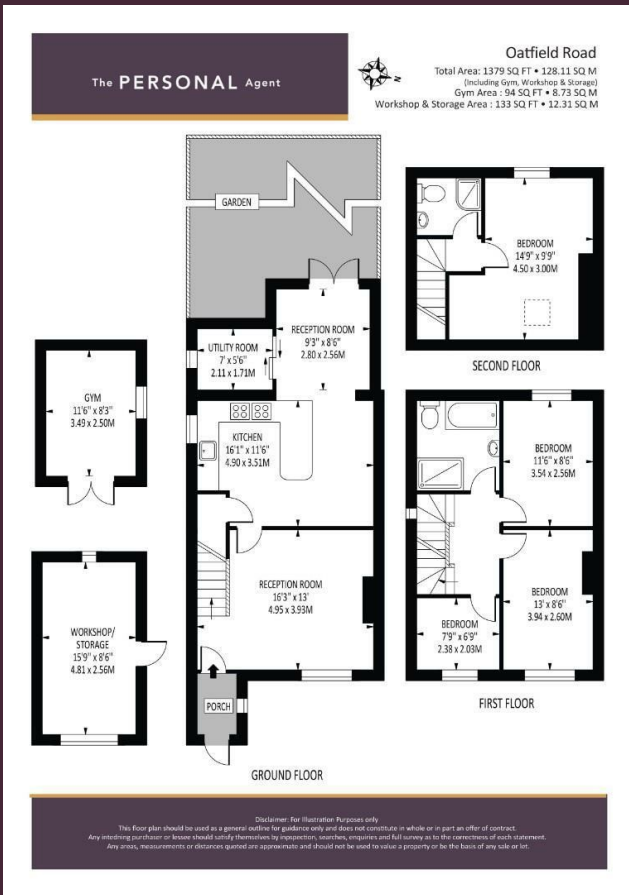 The PERSONAL Agent
N
Oatfield Road
Total Area: 1379 SQ FT • 128.11 SQ M
(Including Gym, Workshop & Storage)
Gym Area : 94 SQ FT • 8.73 SQ M
Workshop & Storage Area : 133 SQ FT • 12.31 SQ M
GARDEN
RECEPTION ROOM
9'3" x 8'6"
2.80 x 2.56M
UTILITY ROOM
7' x 5'6"
2.11 x 1.71M
KITCHEN
16'1" x 11'6"
4.90 x 3.51M
RECEPTION ROOM
16'3" x 13'
4.95 x 3.93M
PORCH
GROUND FLOOR
GYM
11'6" x 8'3"
3.49 x 2.50M
WORKSHOP/
STORAGE
15'9" x 8'6"
4.81 x 2.56M
BEDROOM
14'9" x 9'9"
4.50 x 3.00M
SECOND FLOOR
BEDROOM
11'6" x 8'6"
3.54 x 2.56M
BEDROOM
13' x 8'6"
3.94 x 2.60M
BEDROOM
7'9" x 6'9"
2.38 x 2.03M
FIRST FLOOR
Disclaimer: For Illustration Purposes only
This floor plan should be used as a general outline for guidance only and does not constitute in whole or in part an offer of contract.
Any intedning purchaser or lessee should satisfy themselves by inpspection, searches, enquiries and full survey as to the correctness of each statement.
Any areas, measurements or distances quoted are approximate and should not be used to value a property or be the basis of any sale or let.